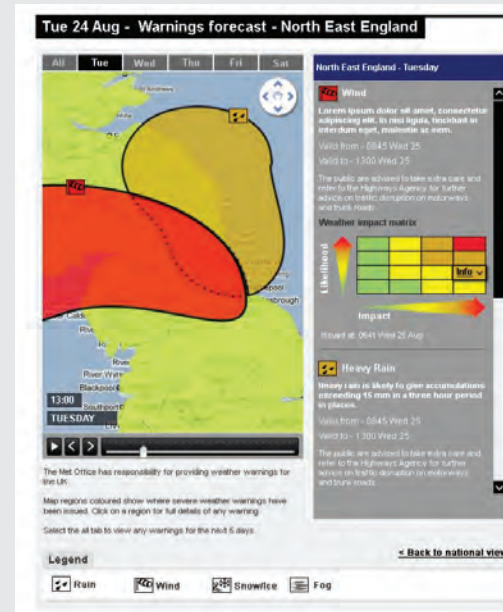 Tue 24 Aug - Warnings forecast - North East England
All Tue Wed Thu Fri Sat
13:00
TUESDAY
River Wyre
Blackpool
Southport
The Met Office has responsibility for providing weather warnings for
the UK
Map regions coloured show where severe weather warnings have
been issued. Click on a region for full details of any warning
Select the all tab to view any warnings for the next 5 days
North East England - Tuesday
Wind
Lorem ipsum dolor sit amet, consectetur
adipiscing elit. In nisi ligula, tincidunt in
interdum eget, molestie ac sem.
Valid from - 0845 Wed 25
Valid to - 1300 Wed 25
The public are advised to take extra care and
refer to the Highways Agency for further
advice on traffic disruption on motorways
and trunk roads
Weather impact matrix
Likelihood
Info
Impact
Issued at: 0641 Wed 25 Aug
Heavy Rain
Heavy rain is likely to give accumulations
exceeding 15 mm in a three hour period
in places.
Valid from - 0845 Wed 25
Valid to - 1300 Wed 25
The public are advised to take extra care and
refer to the Highways Agency for further
advice on traffic disruption on motorways
and trunk roads
< Back to national view
Legend
Rain Wind Snow/Ice Fog